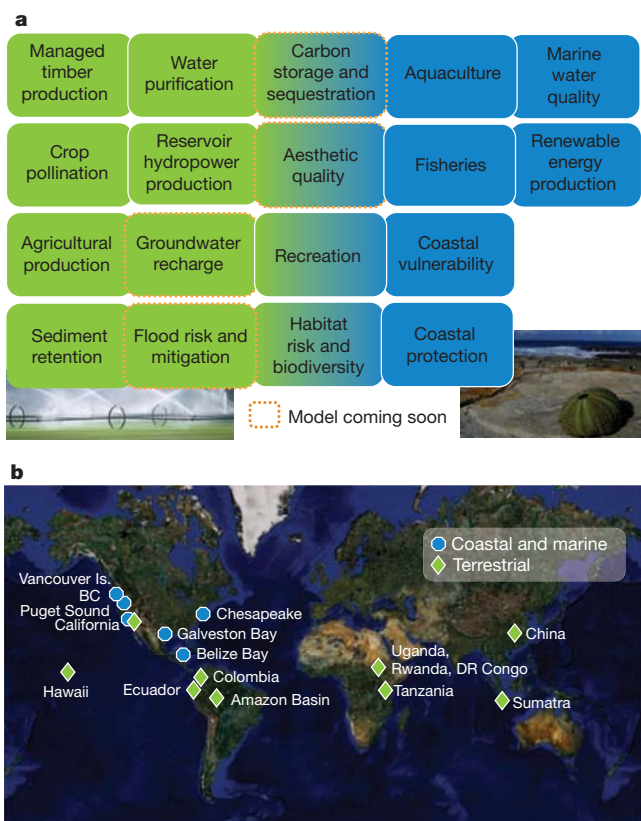 a
Managed
timber
production
Water
purification
Carbon
storage and
sequestration
Aquaculture
Marine
water
quality
Crop
pollination
Reservoir
hydropower
production
Aesthetic
quality
Fisheries
Renewable
energy
production
Agricultural
production
Groundwater
recharge
Recreation
Coastal
vulnerability
Sediment
retention
Flood risk and
mitigation
Habitat
risk and
biodiversity
Coastal
protection
Model coming soon
b
Coastal and marine
Terrestrial
Vancouver Is.
BC
Puget Sound
California
Chesapeake
Galveston Bay
Belize Bay
Hawaii
Ecuador
Colombia
Amazon Basin
Uganda,
Rwanda, DR Congo
Tanzania
China
Sumatra